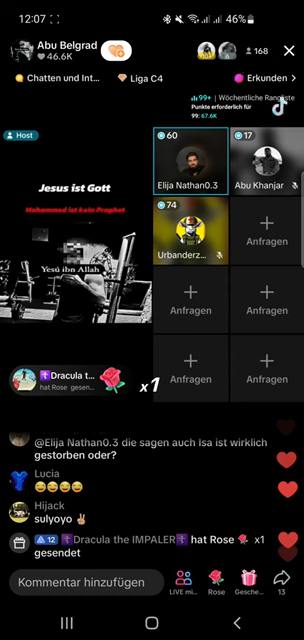 12:07
46%
Abu Belgrad
46.6K
168
Chatten und Int...
Liga C4
Erkunden >
99+ | Wöchentliche Rangliste
Punkte erforderlich für
99: 67.6K
Host
60
17
Jesus ist Gott
Mohammed ist kein Prophet
Yesú ibn Allah
Elija Nathan0.3
Abu Khanjar
74
Urbanderz...
Anfragen
Anfragen
Anfragen
Anfragen
Anfragen
Dracula t...
hat Rose gesen...
x1
@Elija Nathan0.3 die sagen auch Isa ist wirklich
gestorben oder?
Lucia
😂😂😂😂
Hijack
sulyoyo ✌🏼
12 ✝️Dracula the IMPALER✝️ hat Rose 🌹 x1
gesendet
Kommentar hinzufügen
LIVE mi...
Rose
Gesche...
13